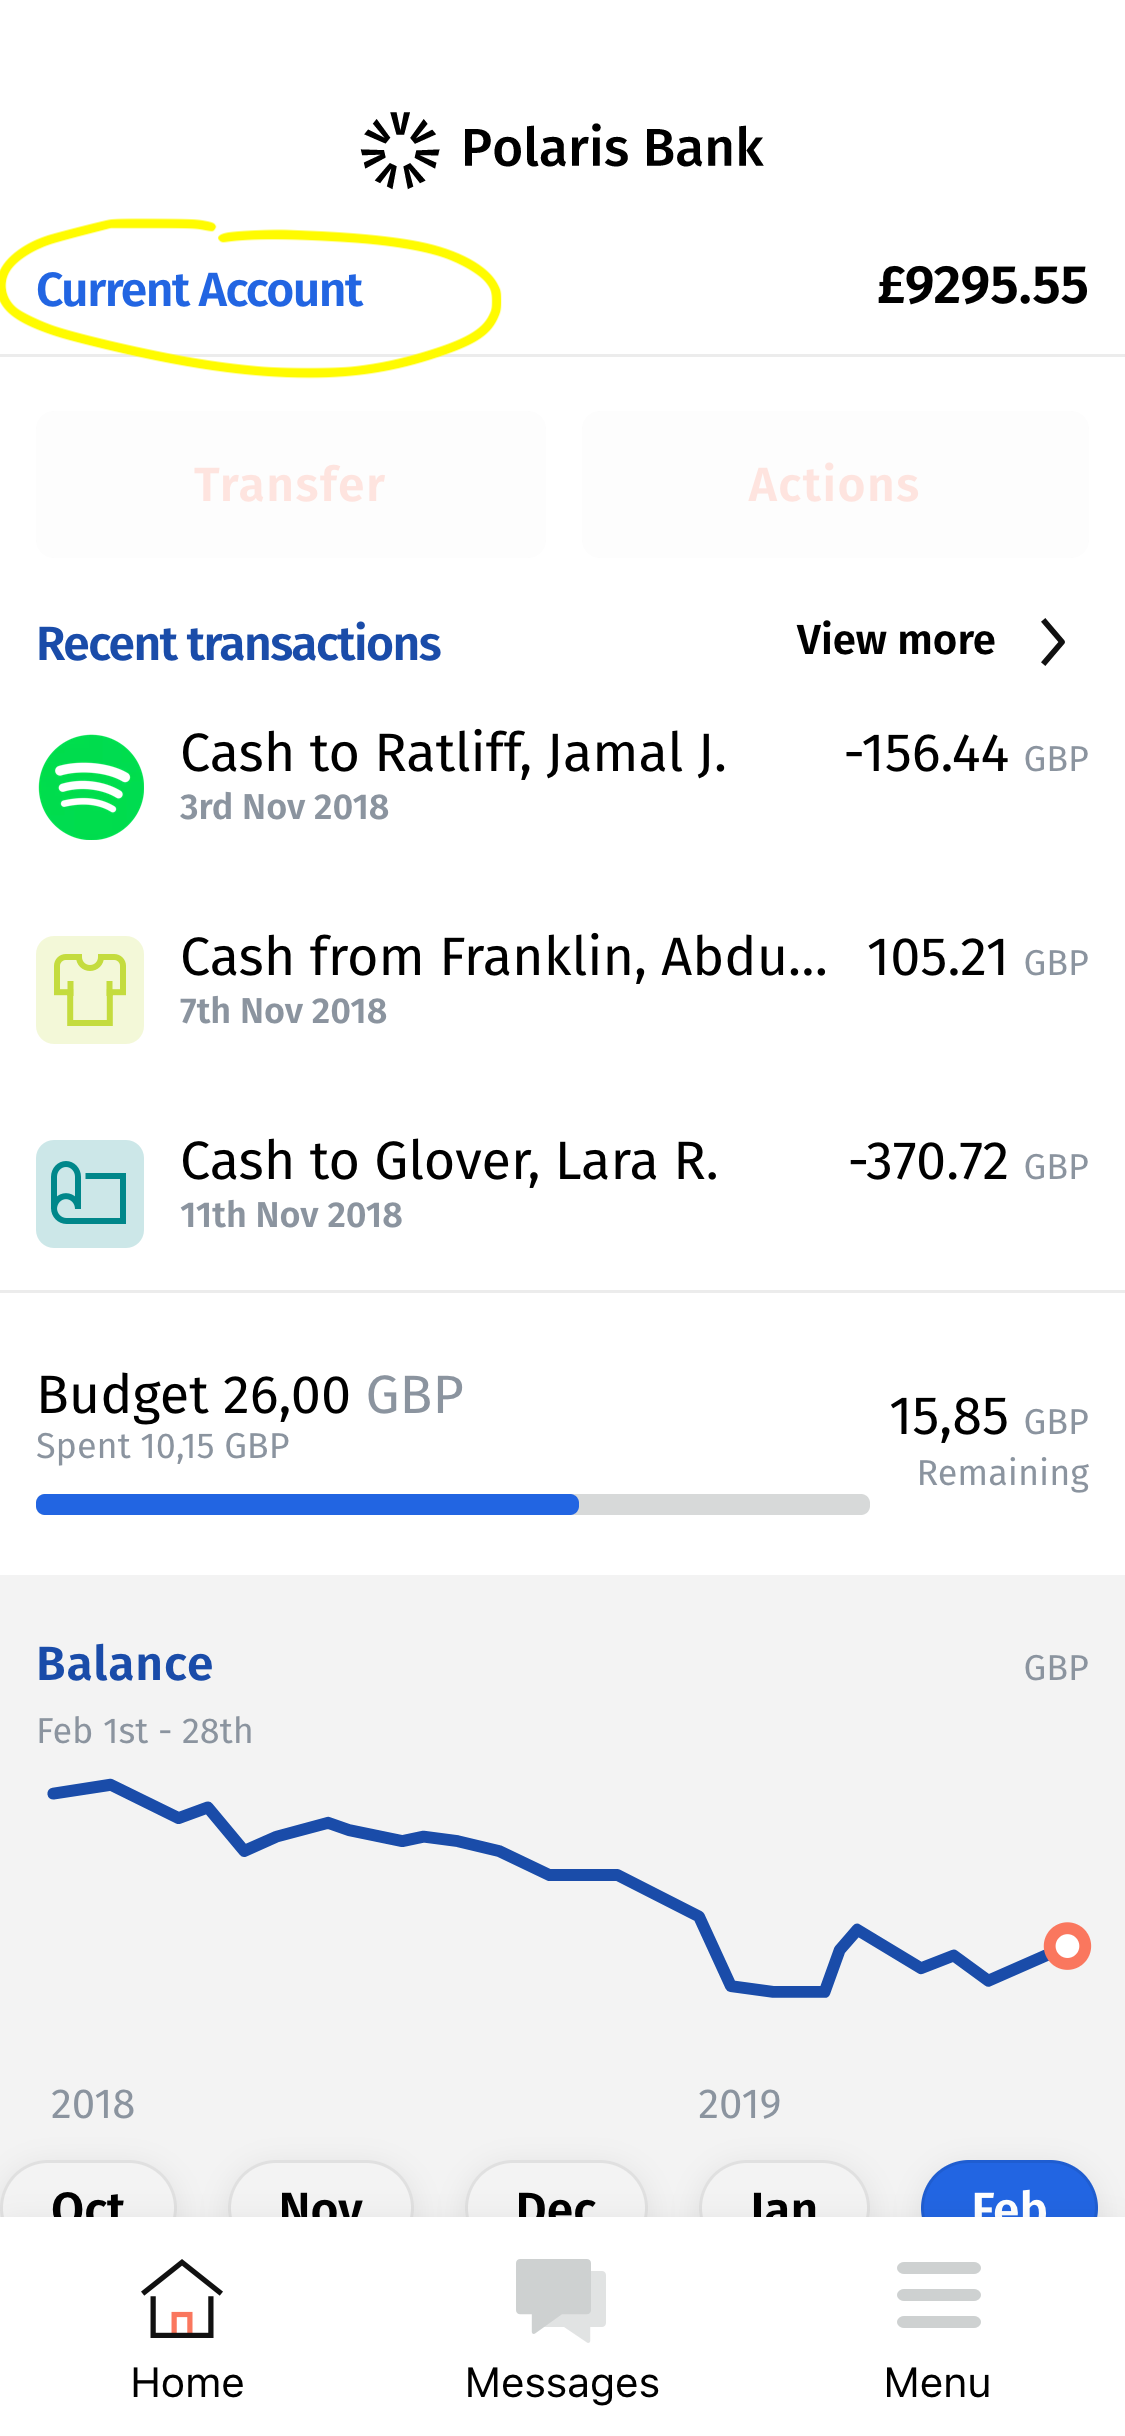 Polaris Bank
Current Account £9295.55
Transfer Actions
Recent transactions View more
Cash to Ratliff, Jamal J. -156.44 GBP
3rd Nov 2018
Cash from Franklin, Abdu... 105.21 GBP
7th Nov 2018
Cash to Glover, Lara R. -370.72 GBP
11th Nov 2018
Budget 26,00 GBP 15,85 GBP
Spent 10,15 GBP Remaining
Balance GBP
Feb 1st - 28th
2018 2019
Oct Nov Dec Jan Feb
Home Messages Menu